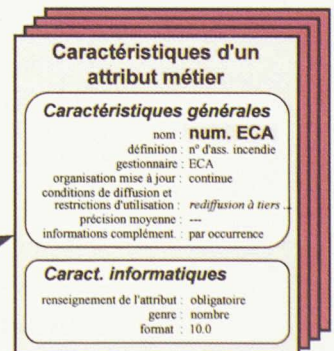 Caractéristiques d'un
attribut métier
Caractéristiques générales
nom : num. ECA
définition : n° d'ass. incendie
gestionnaire : ECA
organisation mise à jour : continue
conditions de diffusion et
restrictions d'utilisation : rediffusion à tiers ...
précision moyenne : ---
informations complément. : par occurrence
Caract. informatiques
renseignement de l'attribut : obligatoire
genre : nombre
format : 10.0